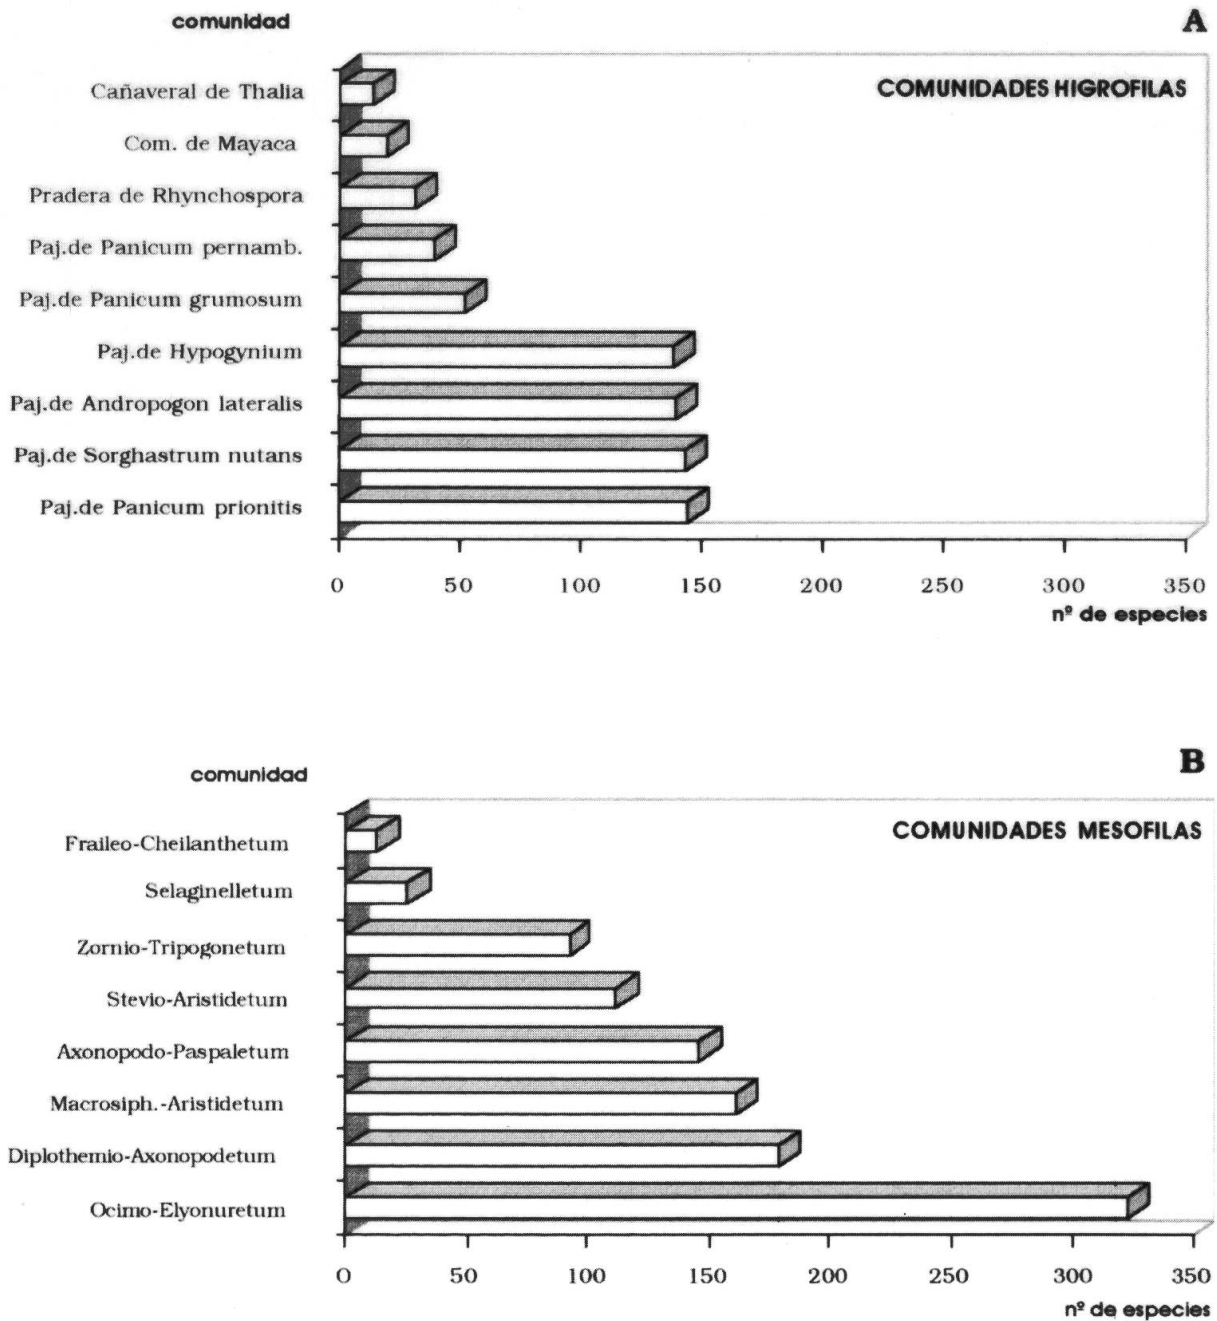 comunidad
A
COMUNIDADES HIGROFILAS
Cañaveral de Thalia
Com. de Mayaca
Pradera de Rhynchospora
Paj.de Panicum pernamb.
Paj.de Panicum grumosum
Paj.de Hypogynium
Paj.de Andropogon lateralis
Paj.de Sorghastrum nutans
Paj.de Panicum prionitis
0 50 100 150 200 250 300 350
nº de especies
comunidad
B
COMUNIDADES MESOFILAS
Fraileo-Cheilanthetum
Selaginelletum
Zornio-Tripogonetum
Stevio-Aristidetum
Axonopodo-Paspaletum
Macrosiph.-Aristidetum
Diplothemio-Axonopodetum
Ocimo-Elyonuretum
O 50 100 150 200 250 300 350
nº de especies